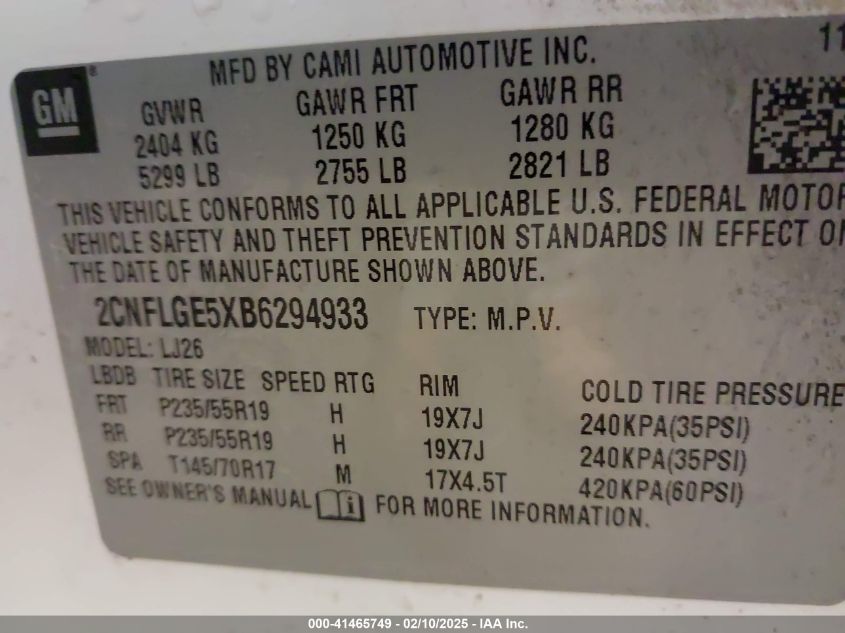 MFD BY CAMI AUTOMOTIVE INC. 11
GM ®
GVWR GAWR FRT GAWR RR
2404 KG 1250 KG 1280 KG
5299 LB 2755 LB 2821 LB
THIS VEHICLE CONFORMS TO ALL APPLICABLE U.S. FEDERAL MOTOR
VEHICLE SAFETY AND THEFT PREVENTION STANDARDS IN EFFECT ON
THE DATE OF MANUFACTURE SHOWN ABOVE.
2CNFLGE5XB6294933 TYPE: M.P.V.
MODEL: LJ26
LBDB TIRE SIZE SPEED RTG RIM COLD TIRE PRESSURE
FRT P235/55R19 H 19X7J 240KPA(35PSI)
RR P235/55R19 H 19X7J 240KPA(35PSI)
SPA T145/70R17 M 17X4.5T 420KPA(60PSI)
SEE OWNER'S MANUAL FOR MORE INFORMATION.
000-41465749 - 02/10/2025 - IAA Inc.